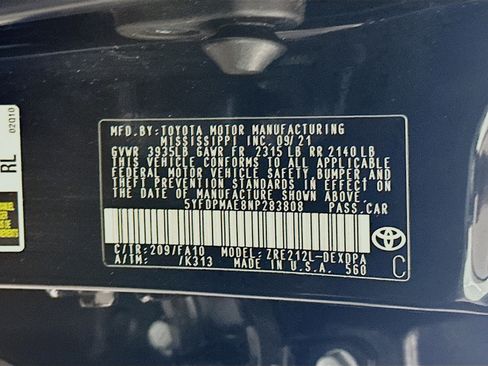 MFD.BY:TOYOTA MOTOR MANUFACTURING
MISSISSIPPI INC. 09/21
GVWR 3935LB GAWR FR 2315 LB RR 2140 LB
THIS VEHICLE CONFORMS TO ALL APPLICABLE
FEDERAL MOTOR VEHICLE SAFETY,BUMPER,AND
THEFT PREVENTION STANDARDS IN EFFECT ON
THE DATE OF MANUFACTURE SHOWN ABOVE.
5YFDPMAE8NP283808 PASS.CAR
C/TR:209/FA10 MODEL:ZRE212L-DEXDPA
A/TM: /K313 MADE IN U.S.A. 560
C
RL
02Q10